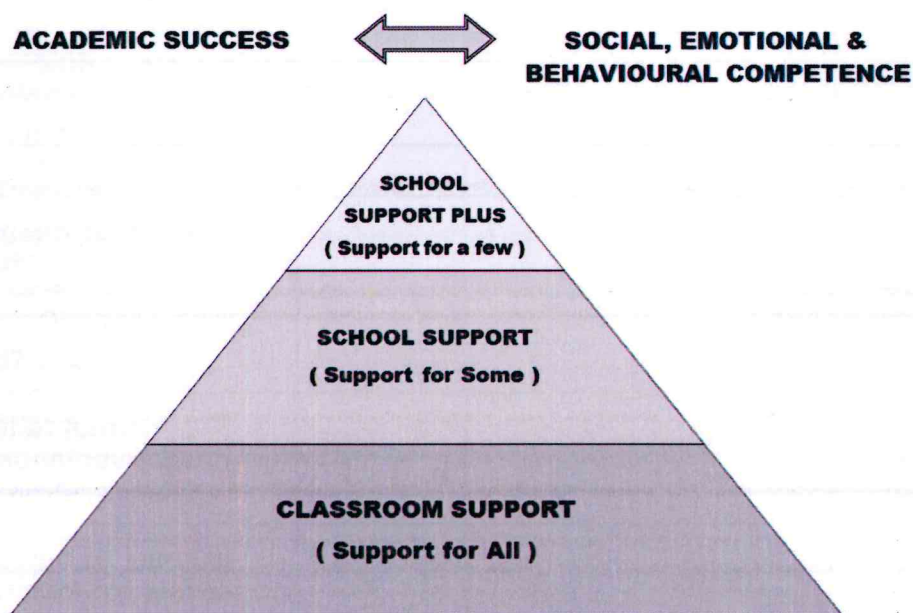 ACADEMIC SUCCESS
SOCIAL, EMOTIONAL &
BEHAVIOURAL COMPETENCE
SCHOOL
SUPPORT PLUS
( Support for a few )
SCHOOL SUPPORT
( Support for Some )
CLASSROOM SUPPORT
( Support for All )